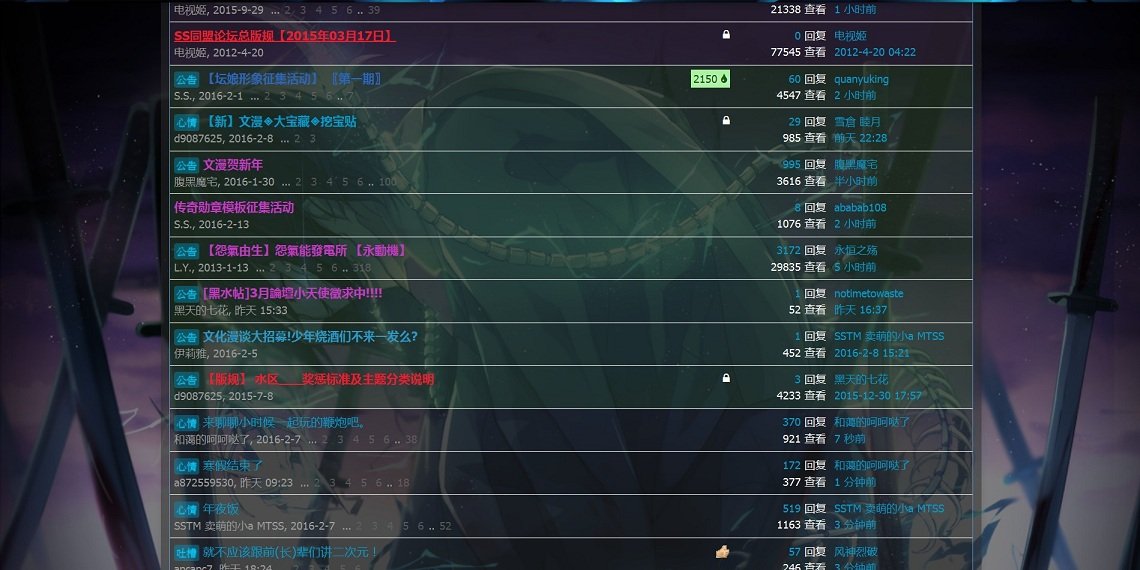 电视姬, 2015-9-29 ... 2 3 4 5 6 .. 39
21338 查看 1 小时前
SS同盟论坛总版规【2015年03月17日】 0 回复 电视姬
电视姬, 2012-4-20 77545 查看 2012-4-20 04:22
公告 【坛娘形象征集活动】〖第一期〗 2150 60 回复 quanyuking
S.S., 2016-2-1 ... 2 3 4 5 6 .. 7 4547 查看 2 小时前
心情 【新】文漫◈大宝藏◈挖宝贴 29 回复 雪倉 睦月
d9087625, 2016-2-8 ... 2 3 985 查看 前天 22:28
公告 文漫贺新年 995 回复 腹黑魔宅
腹黑魔宅, 2016-1-30 ... 2 3 4 5 6 .. 100 3616 查看 半小时前
传奇勋章模板征集活动 8 回复 ababab108
S.S., 2016-2-13 1076 查看 2 小时前
公告 【怨氣由生】怨氣能發電所 【永動機】 3172 回复 永恒之殇
L.Y., 2013-1-13 ... 2 3 4 5 6 .. 318 29835 查看 5 小时前
公告 [黑水帖]3月論壇小天使徵求中!!!! 1 回复 notimetowaste
黑天的七花, 昨天 15:33 52 查看 昨天 16:37
公告 文化漫谈大招募!少年烧酒们不来一发么? 1 回复 SSTM 卖萌的小a MTSS
伊莉雅, 2016-2-5 452 查看 2016-2-8 15:21
公告 【版规】 水区____奖惩标准及主题分类说明 3 回复 黑天的七花
d9087625, 2015-7-8 4233 查看 2015-12-30 17:57
心情 来聊聊小时候一起玩的鞭炮吧。 370 回复 和蔼的呵呵哒了
和蔼的呵呵哒了, 2016-2-7 ... 2 3 4 5 6 .. 38 921 查看 7 秒前
心情 寒假结束了 172 回复 和蔼的呵呵哒了
a872559530, 昨天 09:23 ... 2 3 4 5 6 .. 18 377 查看 1 分钟前
心情 年夜饭 519 回复 SSTM 卖萌的小a MTSS
SSTM 卖萌的小a MTSS, 2016-2-7 ... 2 3 4 5 6 .. 52 1163 查看 3 分钟前
吐槽 就不应该跟前(长)辈们讲二次元！ 57 回复 风神烈破
昨天 18:24 ... 2 3 4 5 6 246 查看 3 分钟前